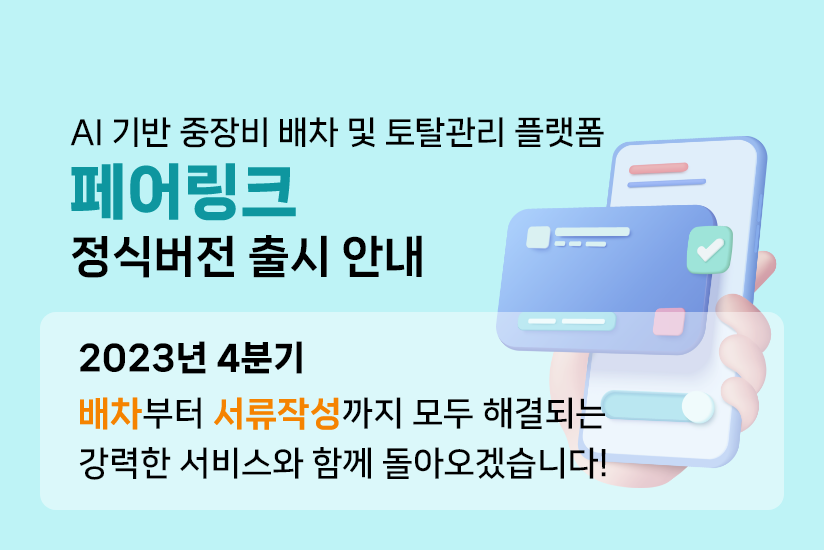 AI 기반 중장비 배차 및 토탈관리 플랫폼
페어링크
정식버전 출시 안내
2023년 4분기
배차부터 서류작성까지 모두 해결되는
강력한 서비스와 함께 돌아오겠습니다!